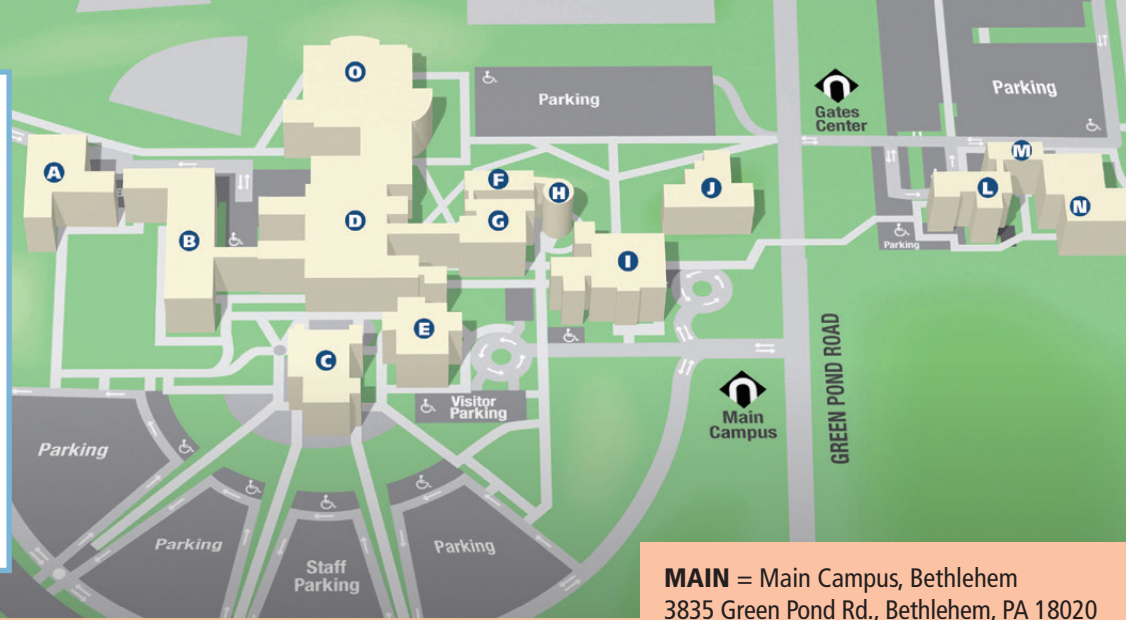 O
Parking
Gates
Center
Parking
A
F
H
J
M
L
N
B
D
G
Parking
I
E
C
GREEN POND ROAD
Visitor
Parking
Main
Campus
Parking
Parking
Staff
Parking
Parking
MAIN = Main Campus, Bethlehem
3835 Green Pond Rd., Bethlehem, PA 18020